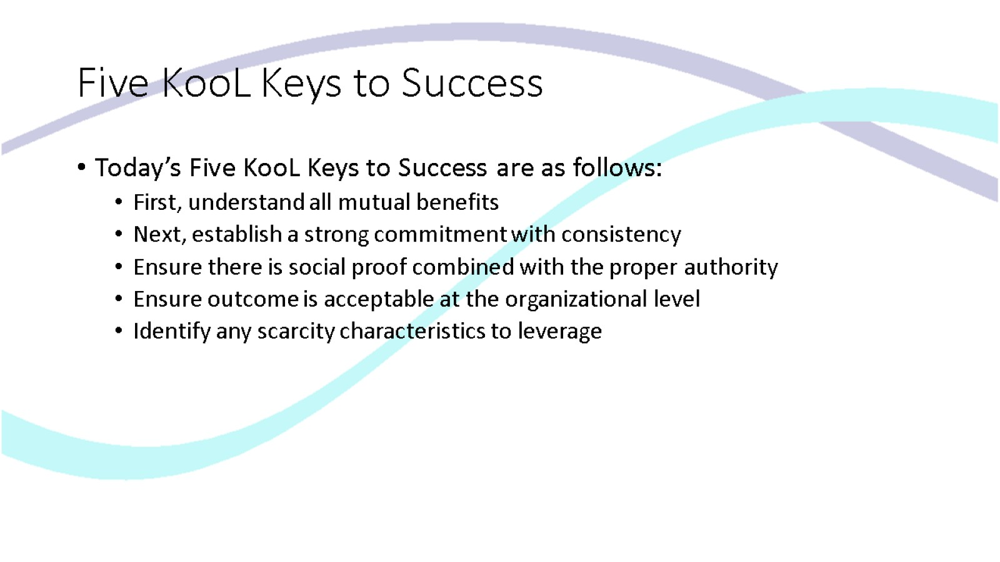 Five KooL Keys to Success
• Today’s Five KooL Keys to Success are as follows:
• First, understand all mutual benefits
• Next, establish a strong commitment with consistency
• Ensure there is social proof combined with the proper authority
• Ensure outcome is acceptable at the organizational level
• Identify any scarcity characteristics to leverage